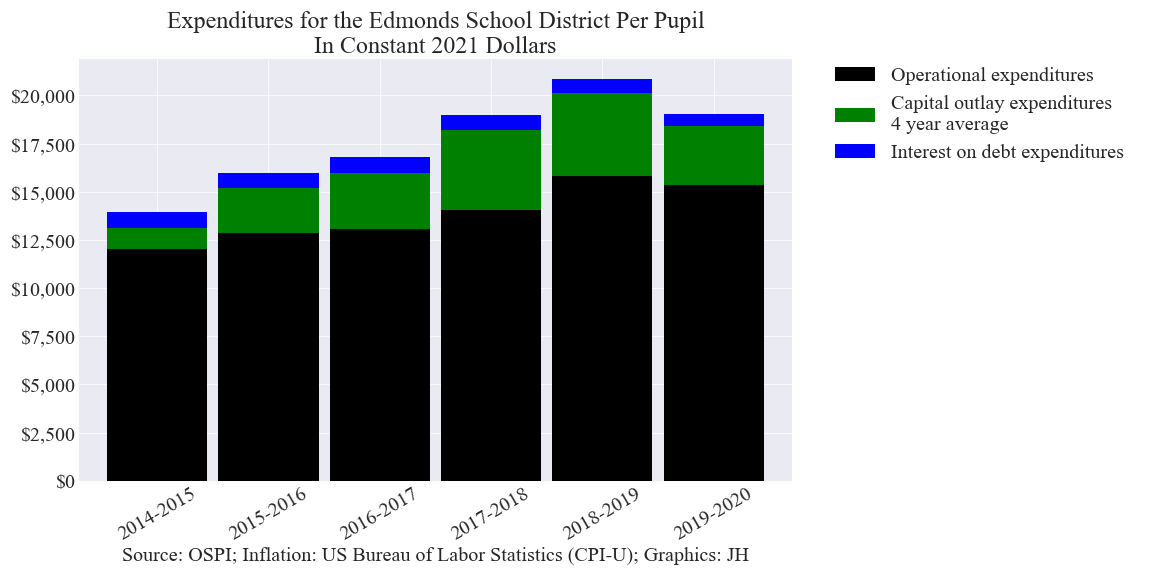 Expenditures for the Edmonds School District Per Pupil
In Constant 2021 Dollars
Operational expenditures
Capital outlay expenditures
4 year average
Interest on debt expenditures
$20,000
$17,500
$15,000
$12,500
$10,000
$7,500
$5,000
$2,500
$0
2014-2015
2015-2016
2016-2017
2017-2018
2018-2019
2019-2020
Source: OSPI; Inflation: US Bureau of Labor Statistics (CPI-U); Graphics: JH